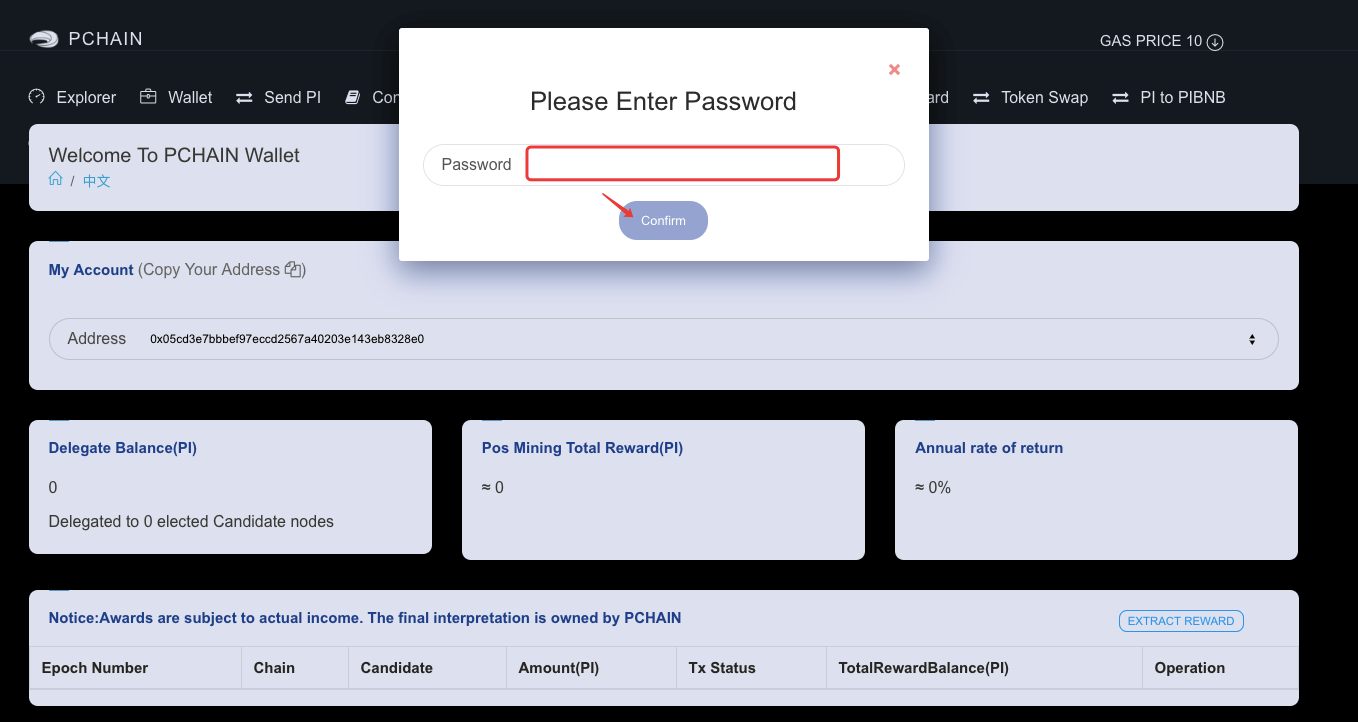 PCHAIN
GAS PRICE 10
Explorer Wallet Send PI Token Swap PI to PIBNB
Please Enter Password
Password
Confirm
Welcome To PCHAIN Wallet
/ 中文
My Account (Copy Your Address )
Address 0x05cd3e7bbbef97eccd2567a40203e143eb8328e0
Delegate Balance(PI) Pos Mining Total Reward(PI) Annual rate of return
0 ≈ 0 ≈ 0%
Delegated to 0 elected Candidate nodes
Notice:Awards are subject to actual income. The final interpretation is owned by PCHAIN
EXTRACT REWARD
Epoch Number Chain Candidate Amount(PI) Tx Status TotalRewardBalance(PI) Operation